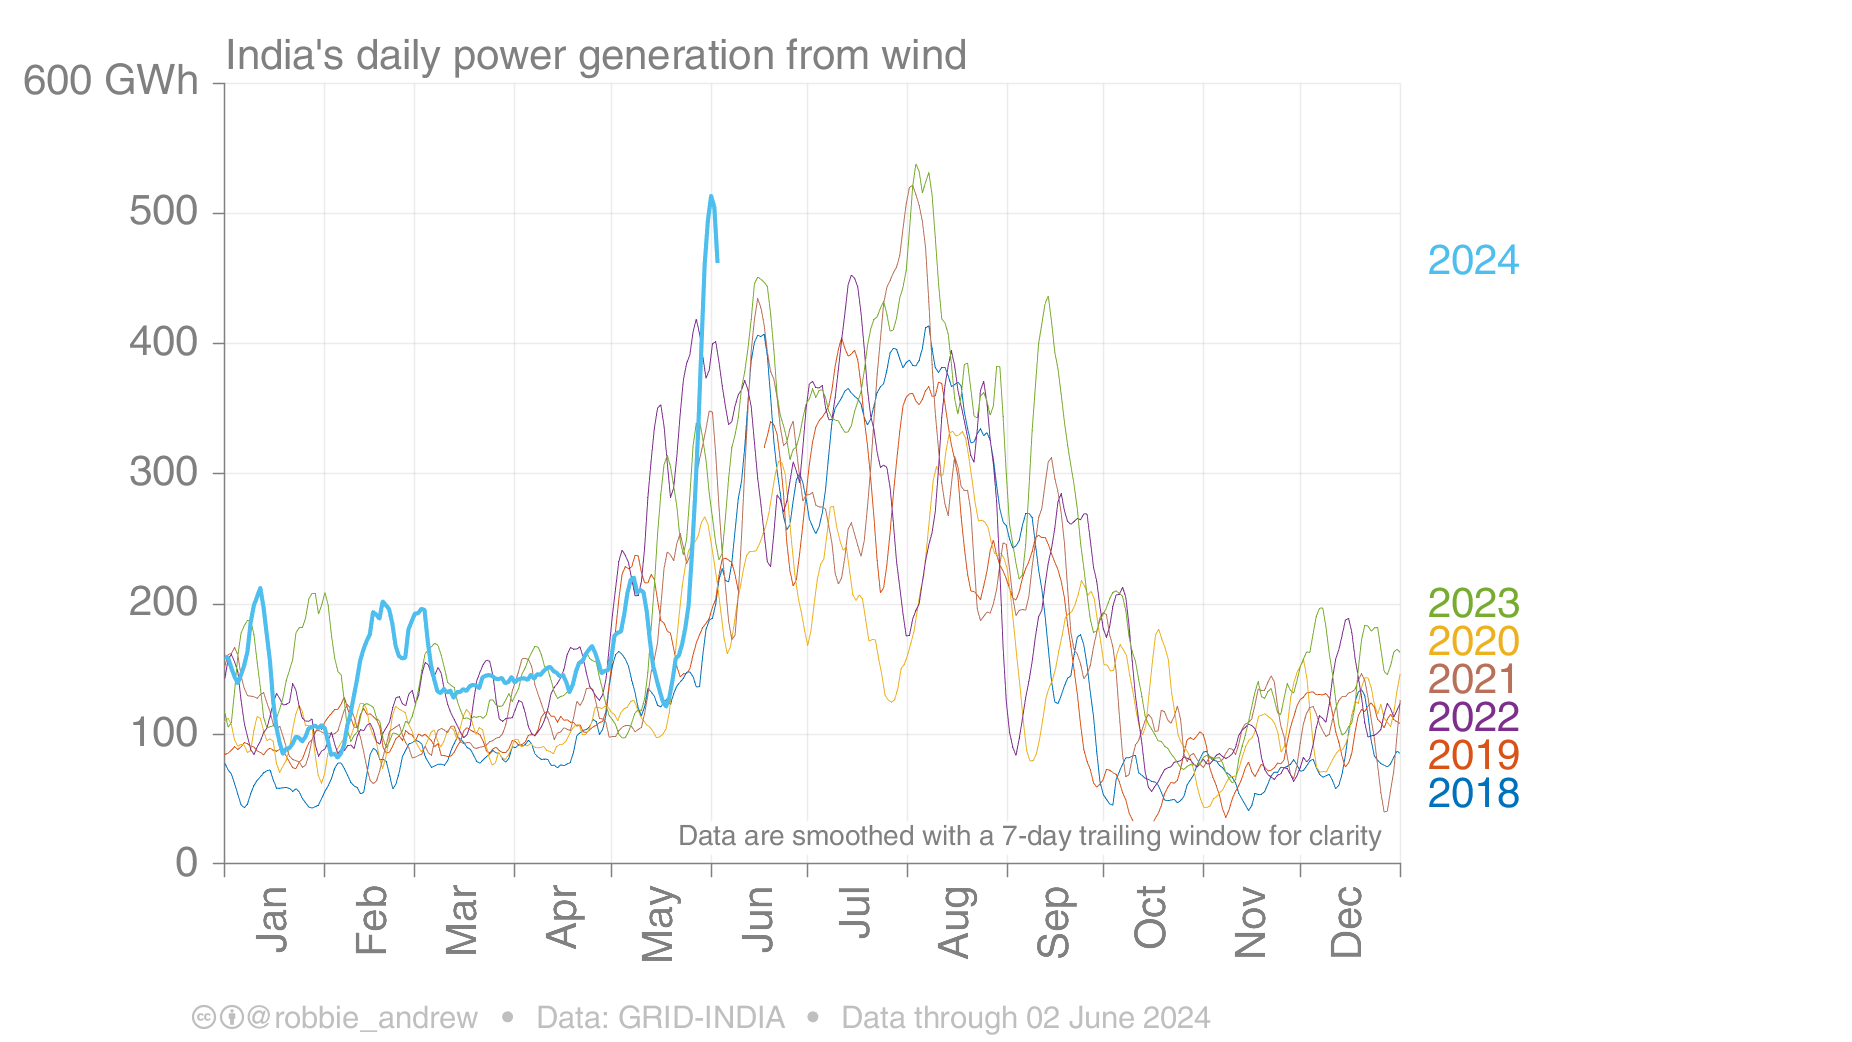 India's daily power generation from wind
600 GWh
500
400
300
200
100
0
2024
2023
2020
2021
2022
2019
2018
Data are smoothed with a 7-day trailing window for clarity
Jan Feb Mar Apr May Jun Jul Aug Sep Oct Nov Dec
cc @robbie_andrew • Data: GRID-INDIA • Data through 02 June 2024